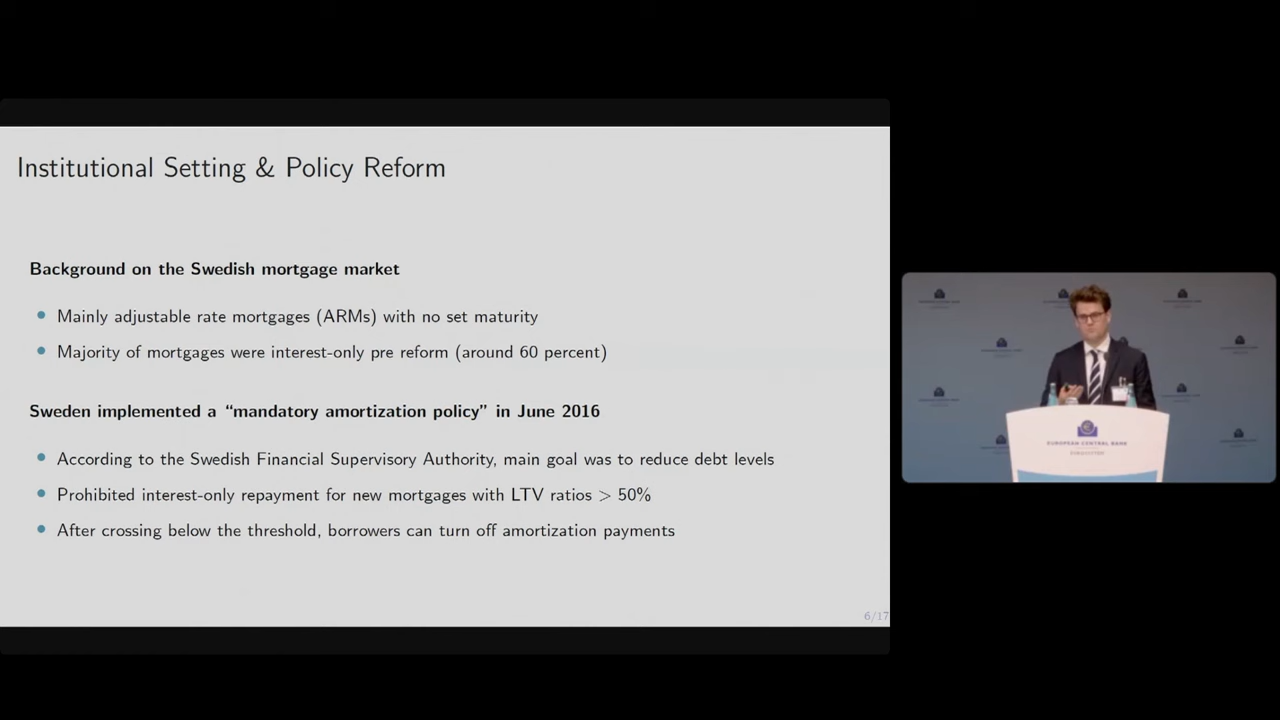 Institutional Setting & Policy Reform
Background on the Swedish mortgage market
Mainly adjustable rate mortgages (ARMs) with no set maturity
Majority of mortgages were interest-only pre reform (around 60 percent)
Sweden implemented a “mandatory amortization policy” in June 2016
According to the Swedish Financial Supervisory Authority, main goal was to reduce debt levels
Prohibited interest-only repayment for new mortgages with LTV ratios > 50%
After crossing below the threshold, borrowers can turn off amortization payments
6/17
EUROPEAN CENTRAL BANK
EUROSYSTEM